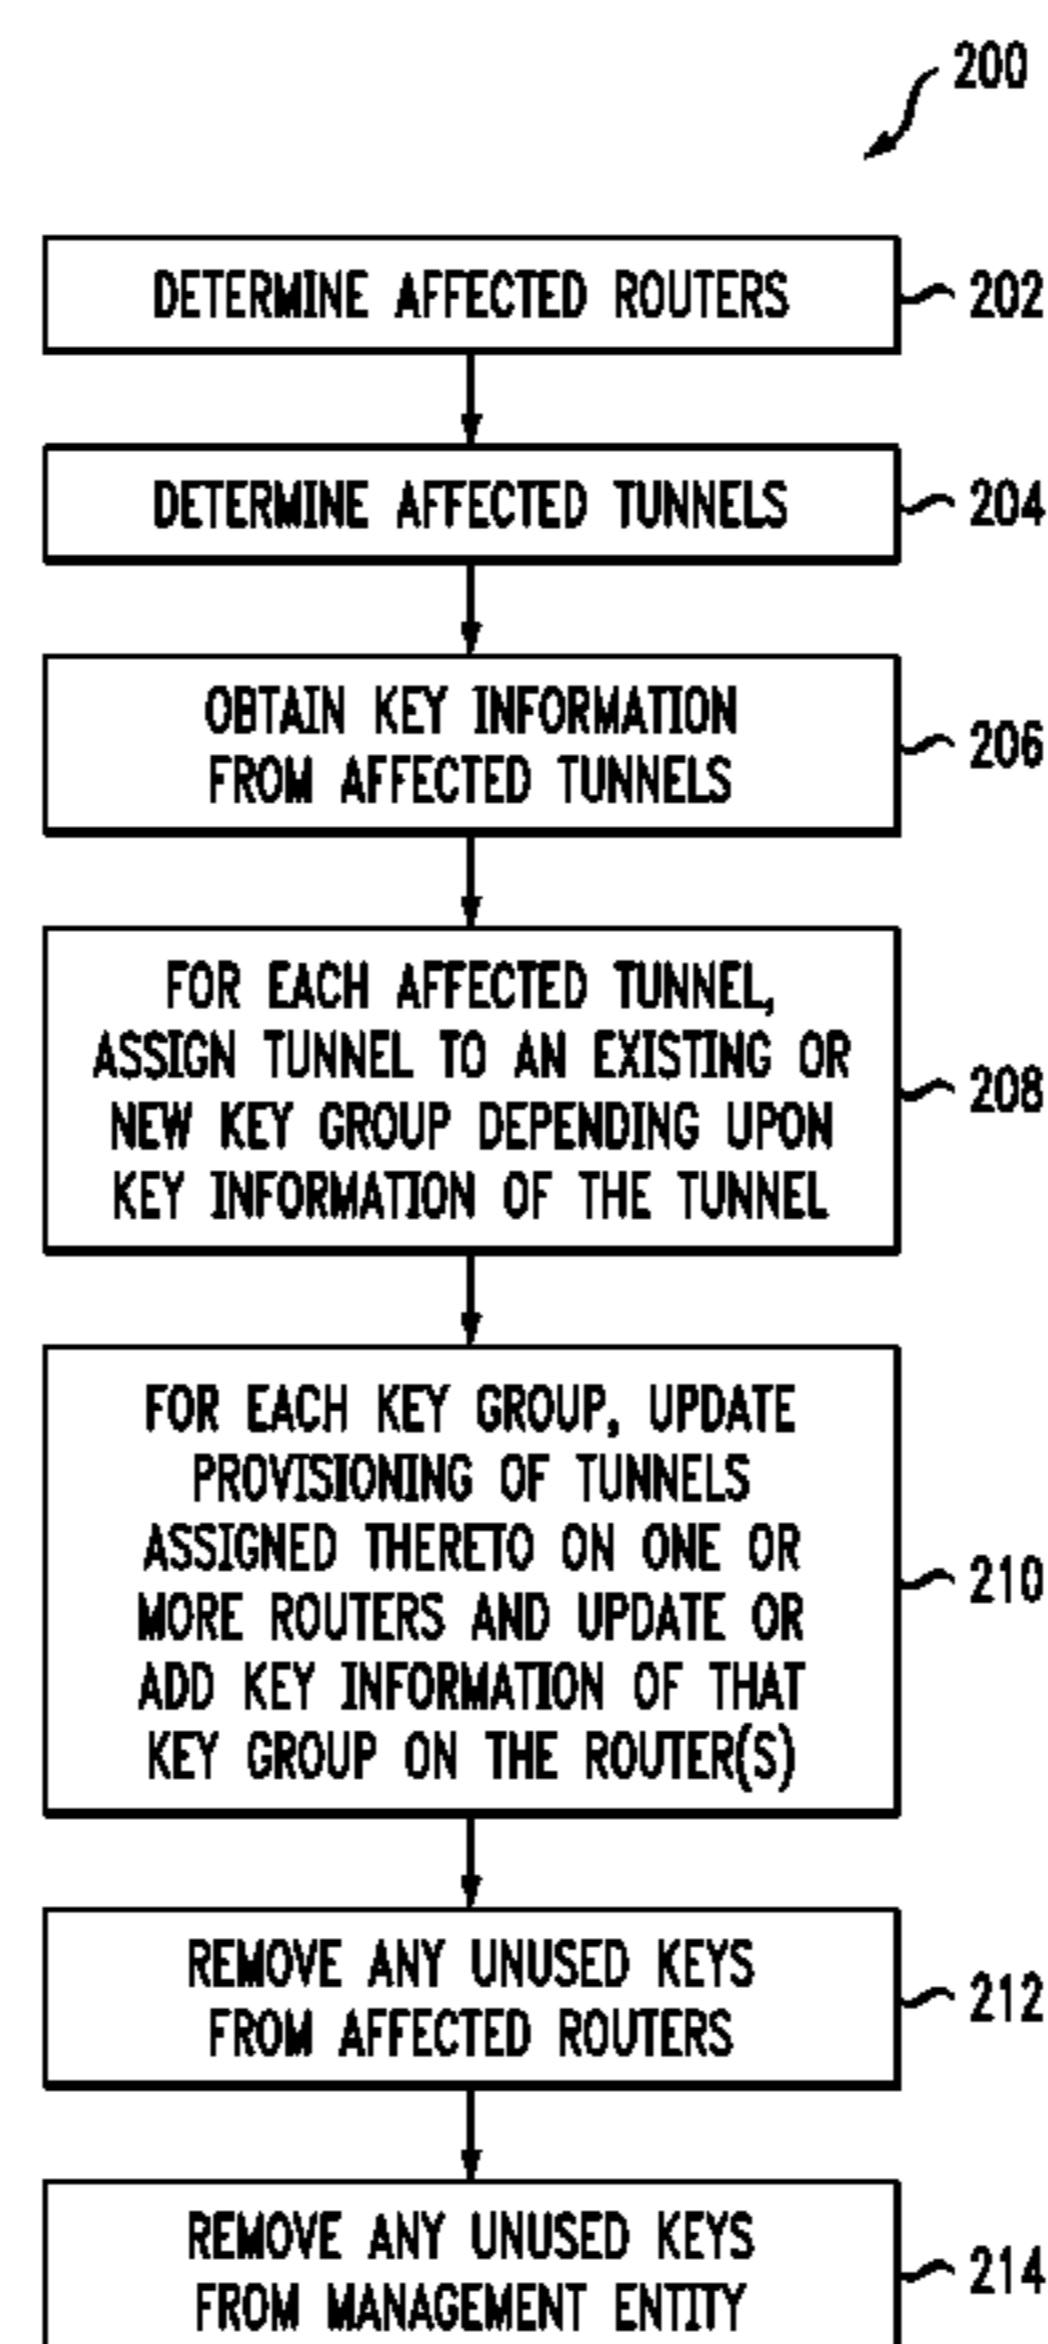 200
DETERMINE AFFECTED ROUTERS
202
DETERMINE AFFECTED TUNNELS
204
OBTAIN KEY INFORMATION
FROM AFFECTED TUNNELS
206
FOR EACH AFFECTED TUNNEL,
ASSIGN TUNNEL TO AN EXISTING OR
NEW KEY GROUP DEPENDING UPON
KEY INFORMATION OF THE TUNNEL
208
FOR EACH KEY GROUP, UPDATE
PROVISIONING OF TUNNELS
ASSIGNED THERETO ON ONE OR
MORE ROUTERS AND UPDATE OR
ADD KEY INFORMATION OF THAT
KEY GROUP ON THE ROUTER(S)
210
REMOVE ANY UNUSED KEYS
FROM AFFECTED ROUTERS
212
REMOVE ANY UNUSED KEYS
FROM MANAGEMENT ENTITY
214